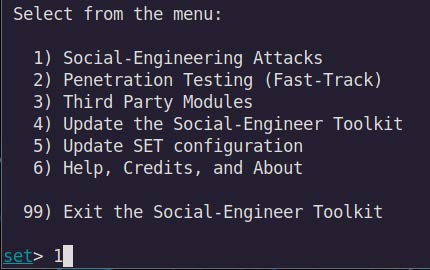 Select from the menu:
1) Social-Engineering Attacks
2) Penetration Testing (Fast-Track)
3) Third Party Modules
4) Update the Social-Engineer Toolkit
5) Update SET configuration
6) Help, Credits, and About
99) Exit the Social-Engineer Toolkit
set> 1